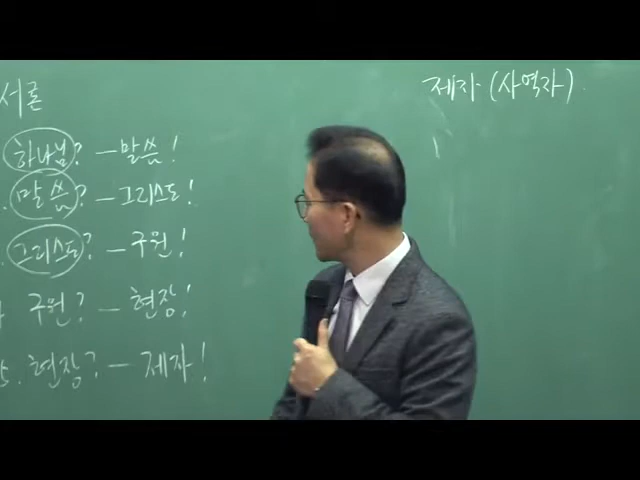 서론
하나님? – 말씀!
. 말씀? – 그리스도!
. 그리스도? – 구원!
구원? – 현장!
5. 현장? – 제자!
제자 (사역자)